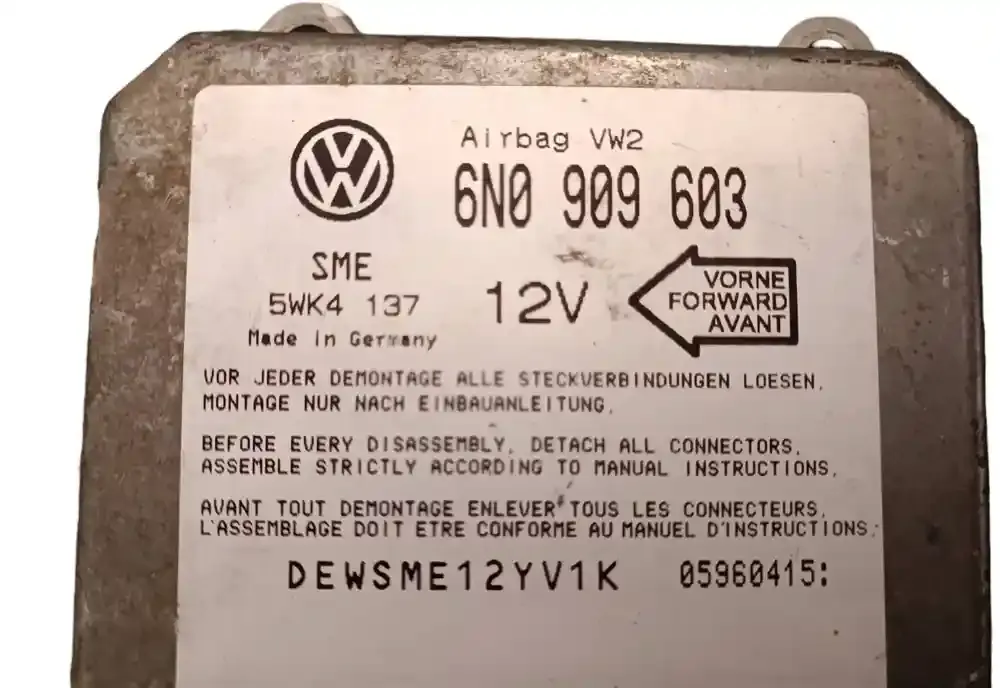 Airbag VW2
6N0 909 603
SME
5WK4 137
Made in Germany
12V
VORNE
FORWARD
AVANT
VOR JEDER DEMONTAGE ALLE STECKVERBINDUNGEN LOESEN.
MONTAGE NUR NACH EINBAUANLEITUNG.
BEFORE EVERY DISASSEMBLY, DETACH ALL CONNECTORS.
ASSEMBLE STRICTLY ACCORDING TO MANUAL INSTRUCTIONS.
AVANT TOUT DEMONTAGE ENLEVER TOUS LES CONNECTEURS.
L'ASSEMBLAGE DOIT ETRE CONFORME AU MANUEL D'INSTRUCTIONS.
DEWSME12YV1K 05960415: